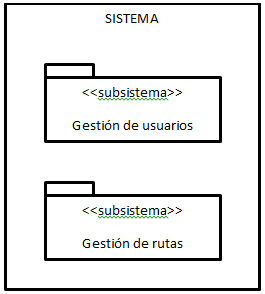 SISTEMA
<<subsistema>>
Gestión de usuarios
<<subsistema>>
Gestión de rutas